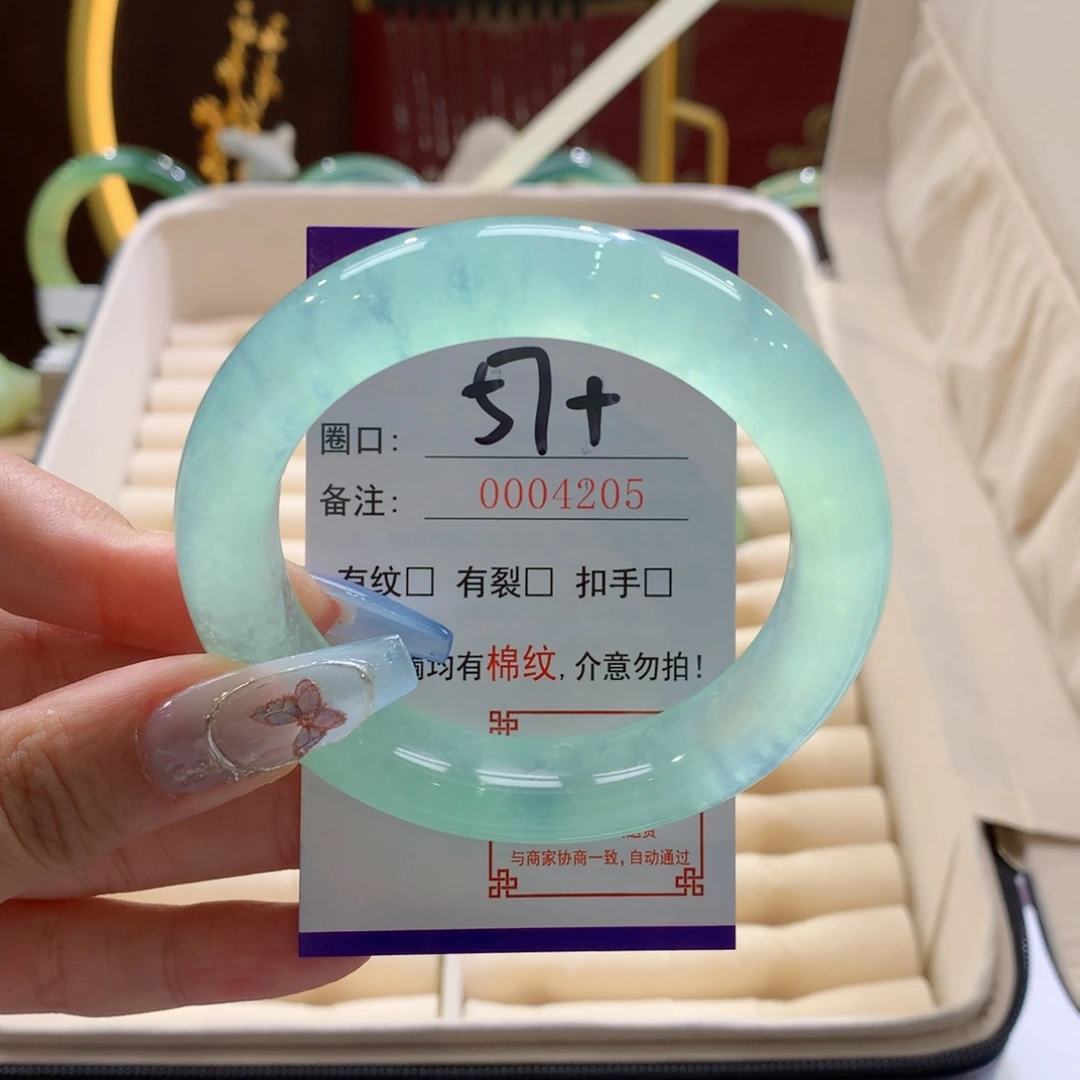 圈口: 57+
备注: 0004205
有纹□ 有裂□ 扣手□
均有棉纹,介意勿拍!
与商家协商一致,自动通过